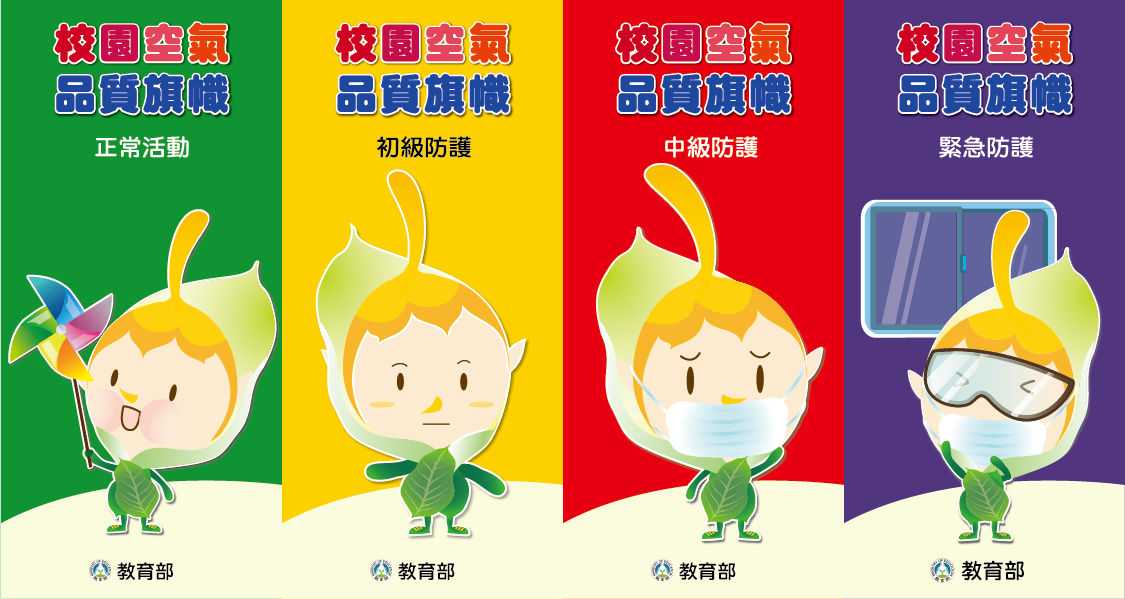 校園空氣
品質旗幟
正常活動
教育部
校園空氣
品質旗幟
初級防護
教育部
校園空氣
品質旗幟
中級防護
教育部
校園空氣
品質旗幟
緊急防護
教育部